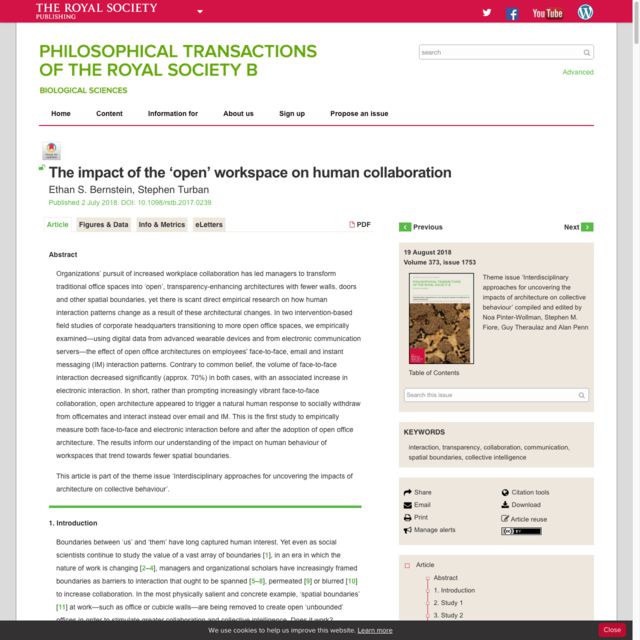 THE ROYAL SOCIETY
PUBLISHING
You Tube
PHILOSOPHICAL TRANSACTIONS
OF THE ROYAL SOCIETY B
BIOLOGICAL SCIENCES
search
Advanced
Home Content Information for About us Sign up Propose an issue
The impact of the ‘open’ workspace on human collaboration
Ethan S. Bernstein, Stephen Turban
Published 2 July 2018. DOI: 10.1098/rstb.2017.0239
Article Figures & Data Info & Metrics eLetters PDF
Abstract
Organizations’ pursuit of increased workplace collaboration has led managers to transform
traditional office spaces into ‘open’, transparency-enhancing architectures with fewer walls, doors
and other spatial boundaries, yet there is scant direct empirical research on how human
interaction patterns change as a result of these architectural changes. In two intervention-based
field studies of corporate headquarters transitioning to more open office spaces, we empirically
examined—using digital data from advanced wearable devices and from electronic communication
servers—the effect of open office architectures on employees’ face-to-face, email and instant
messaging (IM) interaction patterns. Contrary to common belief, the volume of face-to-face
interaction decreased significantly (approx. 70%) in both cases, with an associated increase in
electronic interaction. In short, rather than prompting increasingly vibrant face-to-face
collaboration, open architecture appeared to trigger a natural human response to socially withdraw
from officemates and interact instead over email and IM. This is the first study to empirically
measure both face-to-face and electronic interaction before and after the adoption of open office
architecture. The results inform our understanding of the impact on human behaviour of
workspaces that trend towards fewer spatial boundaries.
This article is part of the theme issue ‘Interdisciplinary approaches for uncovering the impacts of
architecture on collective behaviour’.
1. Introduction
Boundaries between ‘us’ and ‘them’ have long captured human interest. Yet even as social
scientists continue to study the value of a vast array of boundaries [1], in an era in which the
nature of work is changing [2–4], managers and organizational scholars have increasingly framed
boundaries as barriers to interaction that ought to be spanned [5–8], permeated [9] or blurred [10]
to increase collaboration. In the most physically salient and concrete example, ‘spatial boundaries’
[11] at work—such as office or cubicle walls—are being removed to create open ‘unbounded’
offices in order to stimulate greater collaboration and collective intelligence. Does it work?
Previous Next
19 August 2018
Volume 373, issue 1753
Theme issue ‘Interdisciplinary
approaches for uncovering the
impacts of architecture on collective
behaviour’ compiled and edited by
Noa Pinter-Wollman, Stephen M.
Fiore, Guy Theraulaz and Alan Penn
Table of Contents
Search this issue
KEYWORDS
interaction, transparency, collaboration, communication,
spatial boundaries, collective intelligence
Share Citation tools
Email Download
Print Article reuse
Manage alerts
Article
Abstract
1. Introduction
2. Study 1
3. Study 2
We use cookies to help us improve this website. Learn more
Close